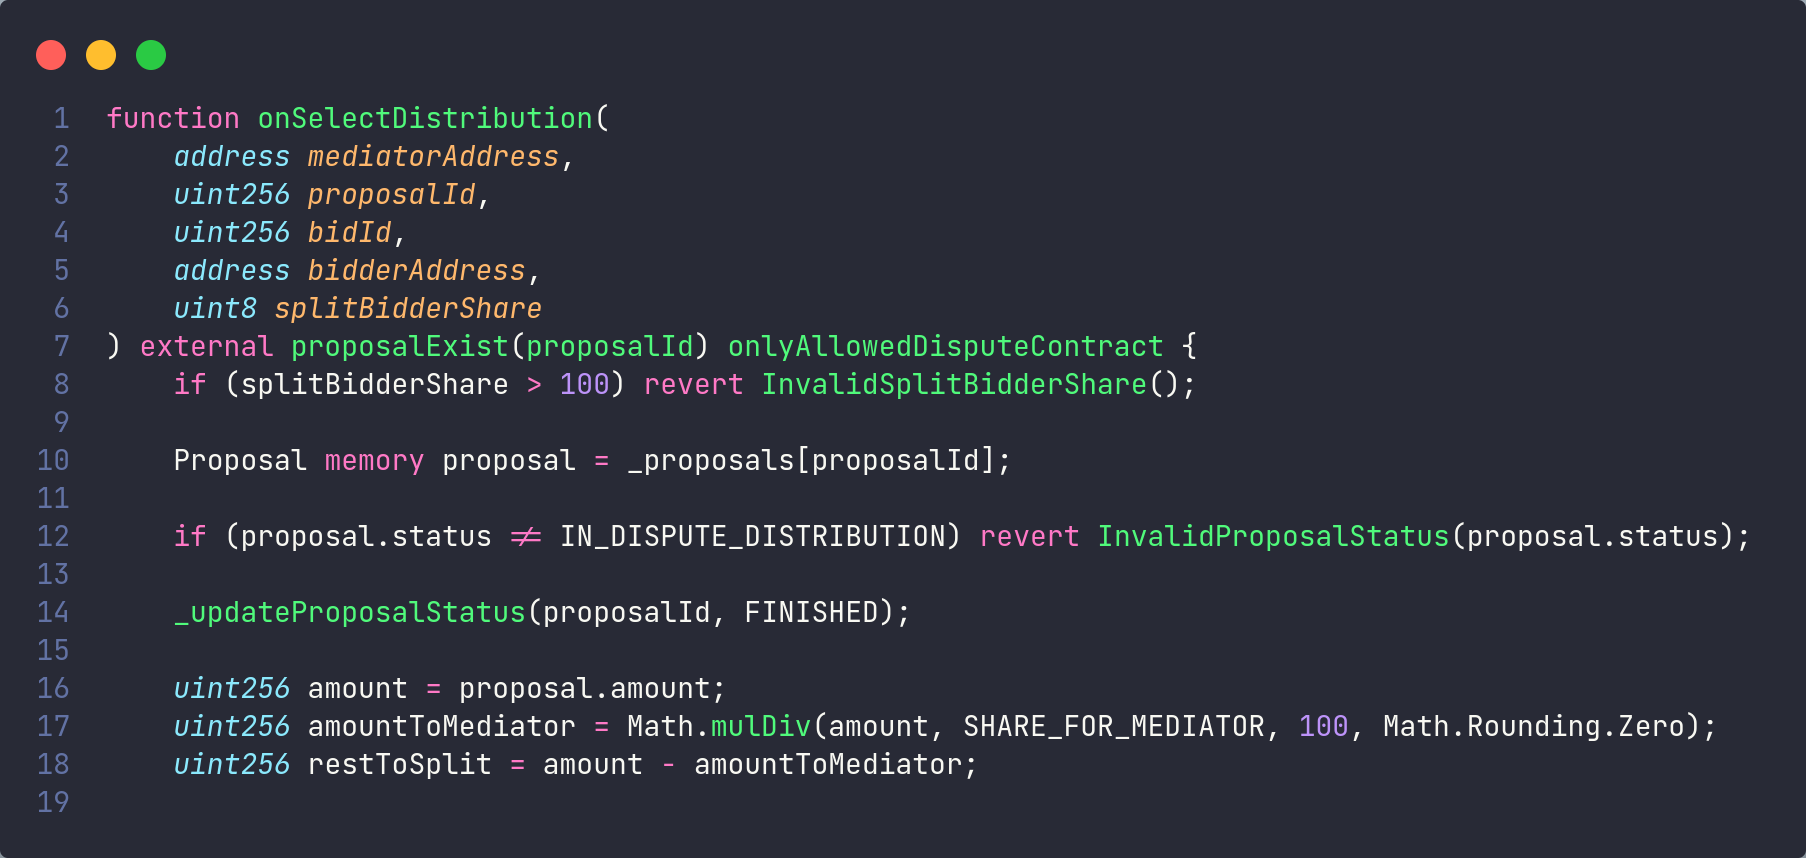 1 function onSelectDistribution(
2     address mediatorAddress,
3     uint256 proposalId,
4     uint256 bidId,
5     address bidderAddress,
6     uint8 splitBidderShare
7 ) external proposalExist(proposalId) onlyAllowedDisputeContract {
8     if (splitBidderShare > 100) revert InvalidSplitBidderShare();
9
10     Proposal memory proposal = _proposals[proposalId];
11
12     if (proposal.status != IN_DISPUTE_DISTRIBUTION) revert InvalidProposalStatus(proposal.status);
13
14     _updateProposalStatus(proposalId, FINISHED);
15
16     uint256 amount = proposal.amount;
17     uint256 amountToMediator = Math.mulDiv(amount, SHARE_FOR_MEDIATOR, 100, Math.Rounding.Zero);
18     uint256 restToSplit = amount - amountToMediator;
19